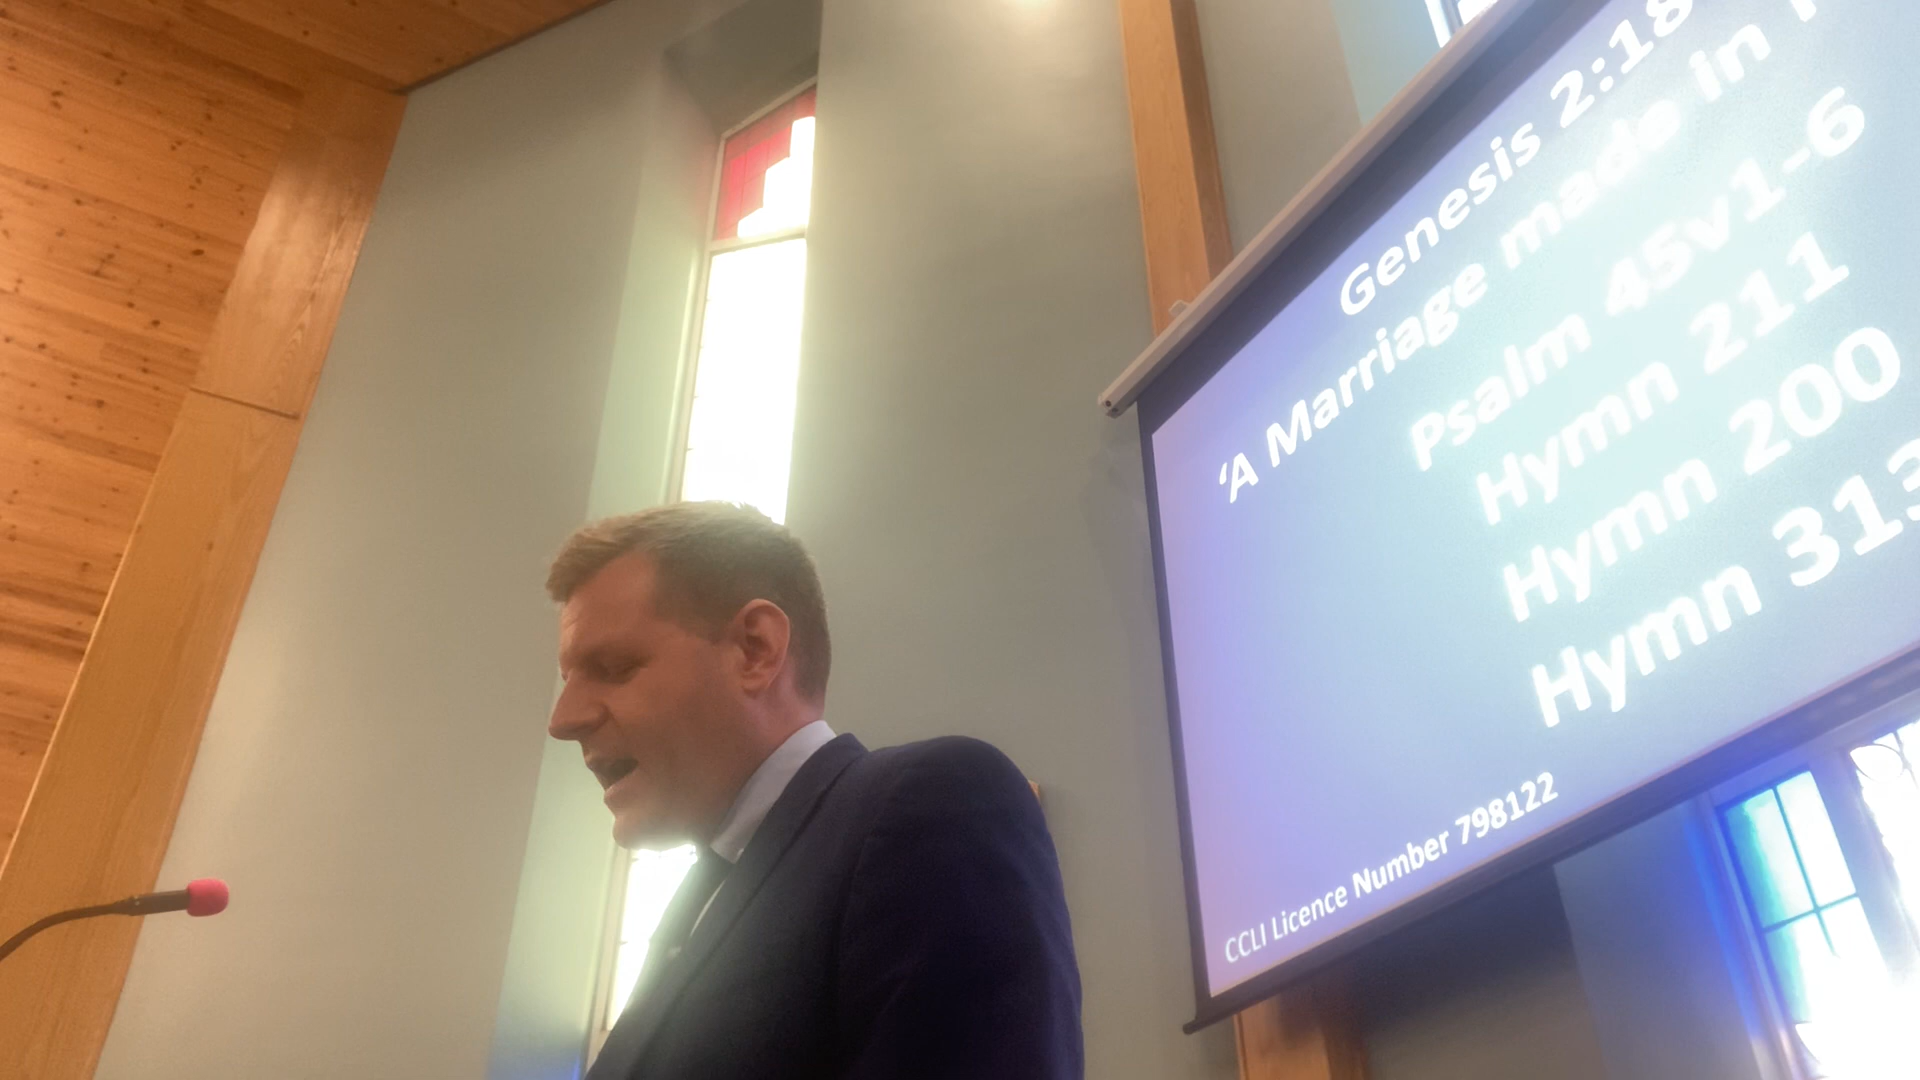 Genesis 2:18
‘A Marriage made in
Psalm 45v1-6
Hymn 211
Hymn 200
Hymn 313
CCLI Licence Number 798122